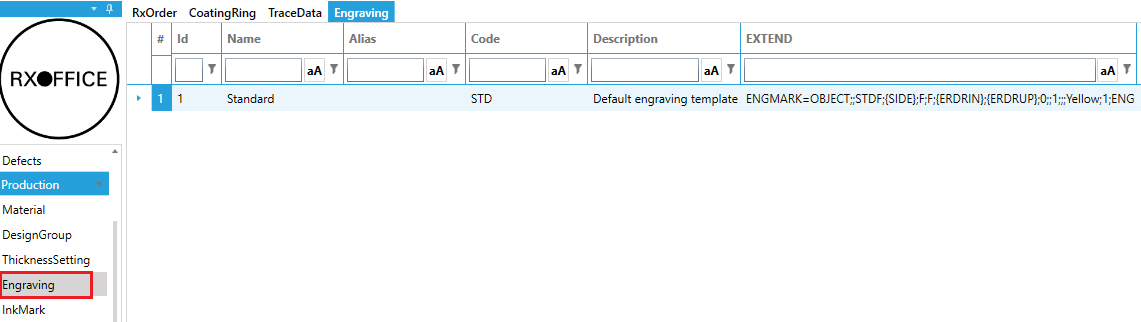 RxOrder CoatingRing TraceData Engraving
RXOFFICE
# Id Name Alias Code Description EXTEND
aA aA aA aA aA
1 1 Standard STD Default engraving template ENGMARK=OBJECT;;STDF;{SIDE};F;F;{ERDRIN};{ERDRUP};0;;1;;;Yellow;1;ENG
Defects
Production
Material
DesignGroup
ThicknessSetting
Engraving
InkMark